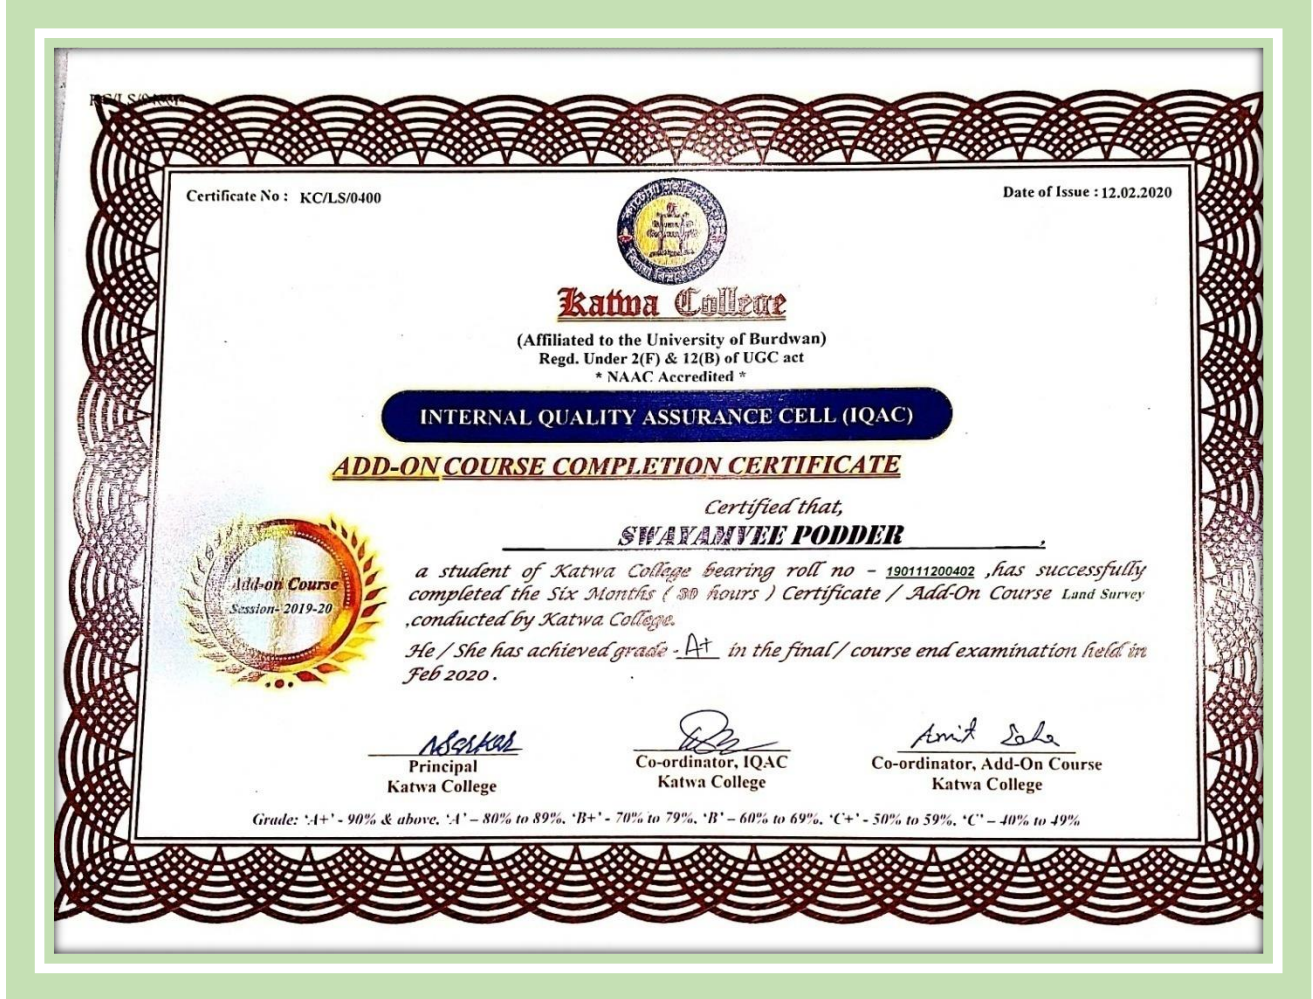 Certificate No : KC/LS/0400
Date of Issue : 12.02.2020
Katwa College
(Affiliated to the University of Burdwan)
Regd. Under 2(F) & 12(B) of UGC act
* NAAC Accredited *
INTERNAL QUALITY ASSURANCE CELL (IQAC)
ADD-ON COURSE COMPLETION CERTIFICATE
Certified that,
SWAYAMVEE PODDER ,
Add-on Course
Session- 2019-20
a student of Katwa College bearing roll no – 190111200402 ,has successfully
completed the Six Months ( 30 hours ) Certificate / Add-On Course Land Survey
,conducted by Katwa College.
He / She has achieved grade - A+ in the final / course end examination held in
Feb 2020 .
NSarkar
Principal
Katwa College
Co-ordinator, IQAC
Katwa College
Amit Saha
Co-ordinator, Add-On Course
Katwa College
Grade: 'A+' - 90% & above, 'A' – 80% to 89%, 'B+' - 70% to 79%, 'B' – 60% to 69%, 'C+' - 50% to 59%, 'C' – 40% to 49%